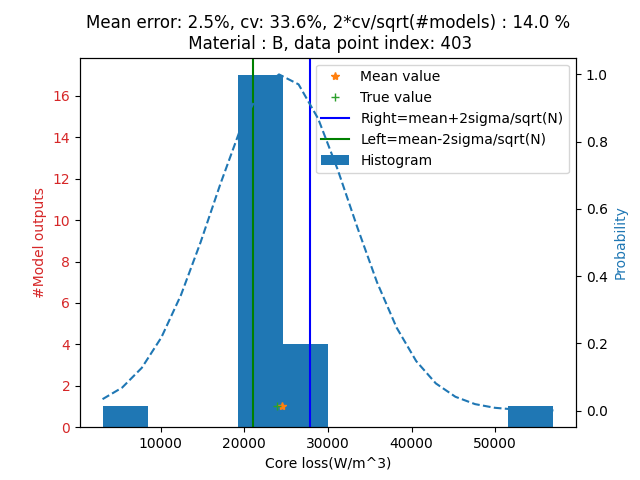 Mean error: 2.5%, cv: 33.6%, 2*cv/sqrt(#models) : 14.0 %
Material : B, data point index: 403
Mean value
True value
Right=mean+2sigma/sqrt(N)
Left=mean-2sigma/sqrt(N)
Histogram
#Model outputs
16
14
12
10
8
6
4
2
0
1.0
0.8
0.6
0.4
0.2
0.0
Probability
10000 20000 30000 40000 50000
Core loss(W/m^3)